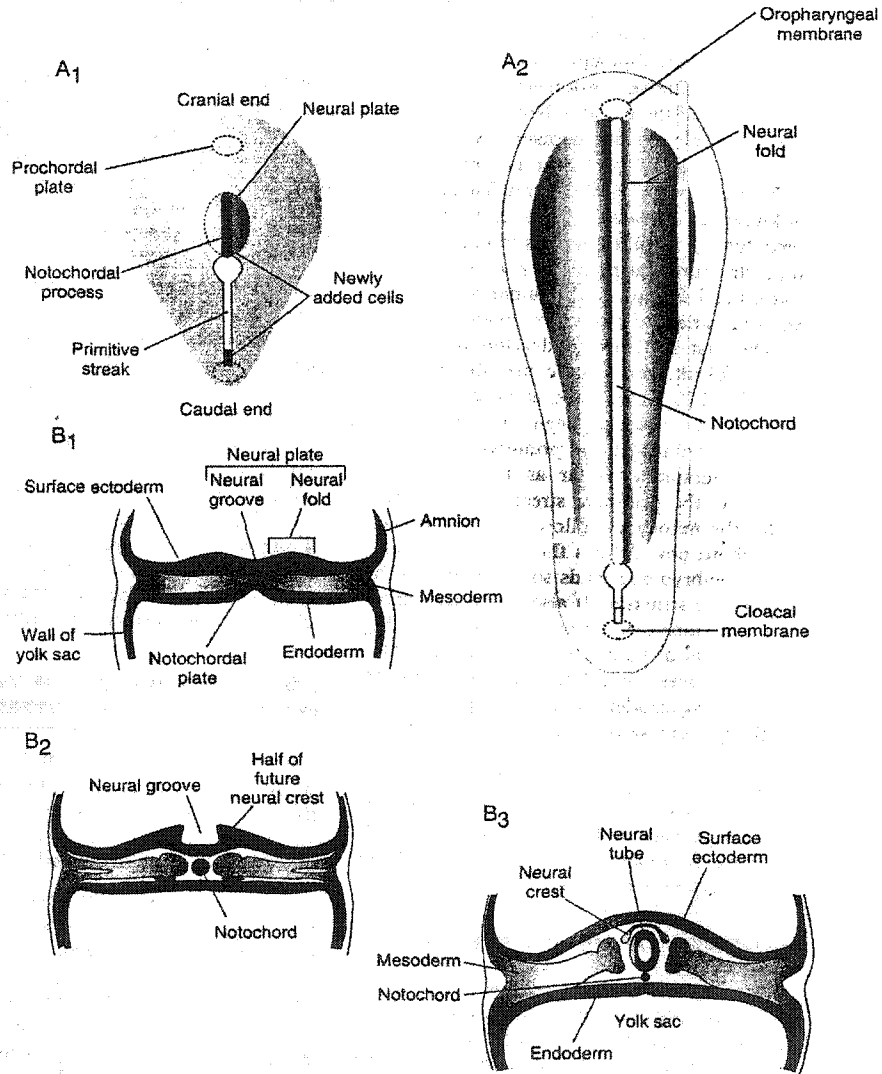 A1
Cranial end
Neural plate
Prochordal
plate
Notochordal
process
Newly
added cells
Primitive
streak
Caudal end
A2
Oropharyngeal
membrane
Neural
fold
Notochord
Cloacal
membrane
B1
Neural plate
Surface ectoderm
Neural
groove
Neural
fold
Amnion
Mesoderm
Wall of
yolk sac
Notochordal
plate
Endoderm
B2
Neural groove
Half of
future
neural crest
Notochord
B3
Neural
tube
Surface
ectoderm
Neural
crest
Mesoderm
Notochord
Yolk sac
Endoderm